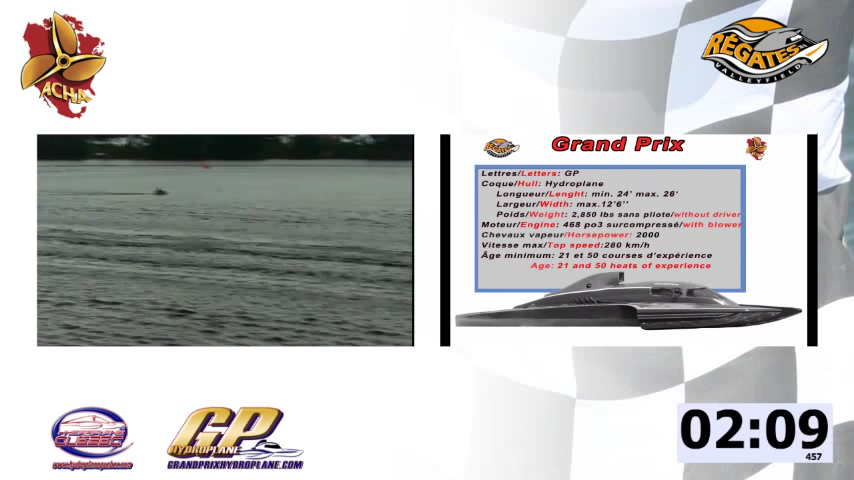 ACHA
RÉGATES
VALLEYFIELD
RÉGATES
Grand Prix
Lettres/Letters: GP
Coque/Hull: Hydroplane
Longueur/Lenght: min. 24' max. 26'
Largeur/Width: max.12'6''
Poids/Weight: 2,850 lbs sans pilote/without driver
Moteur/Engine: 468 po3 surcompressé/with blower
Chevaux vapeur/Horsepower: 2000
Vitesse max/Top speed:280 km/h
Âge minimum: 21 et 50 courses d'expérience
Age: 21 and 50 heats of experience
GP
HYDROPLANE
GRANDPRIXHYDROPLANE.COM
02:09
457